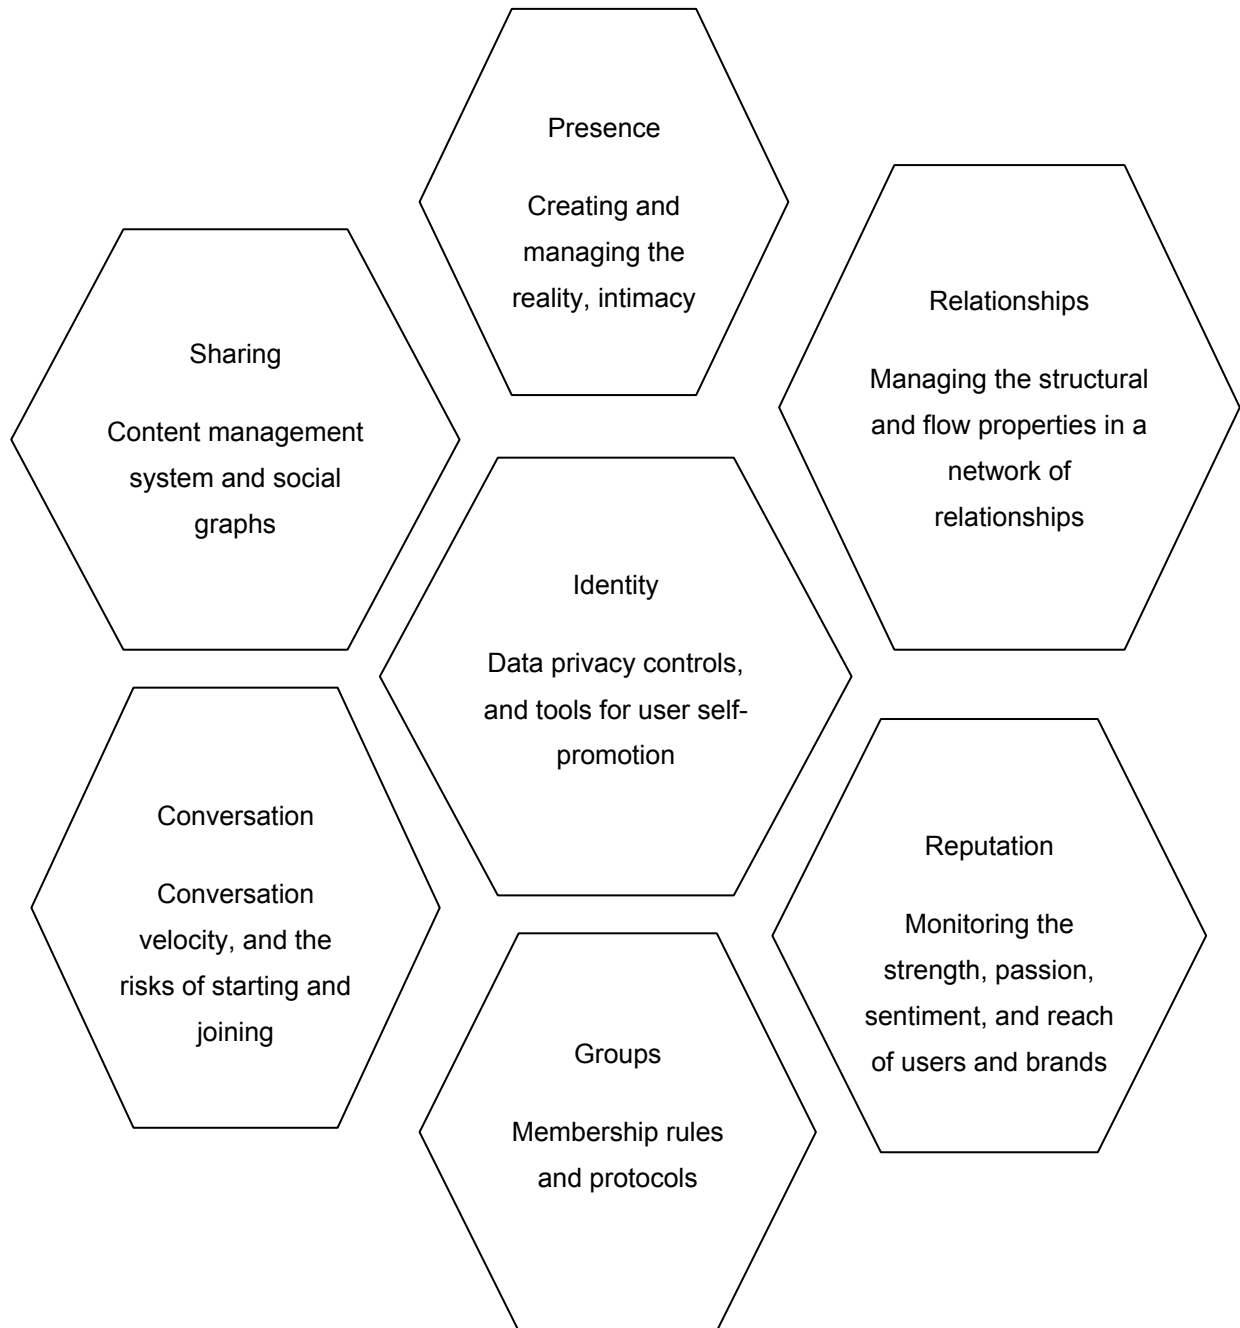 Presence
Creating and
managing the
reality, intimacy
Relationships
Managing the structural
and flow properties in a
network of
relationships
Sharing
Content management
system and social
graphs
Identity
Data privacy controls,
and tools for user self-
promotion
Conversation
Conversation
velocity, and the
risks of starting and
joining
Reputation
Monitoring the
strength, passion,
sentiment, and reach
of users and brands
Groups
Membership rules
and protocols